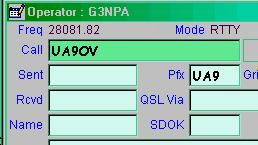 Operator : G3NPA
Freq 28081.82 Mode RTTY
Call UA9OV
Sent Pfx UA9 Gri
Rcvd QSL Via
Name SDOK